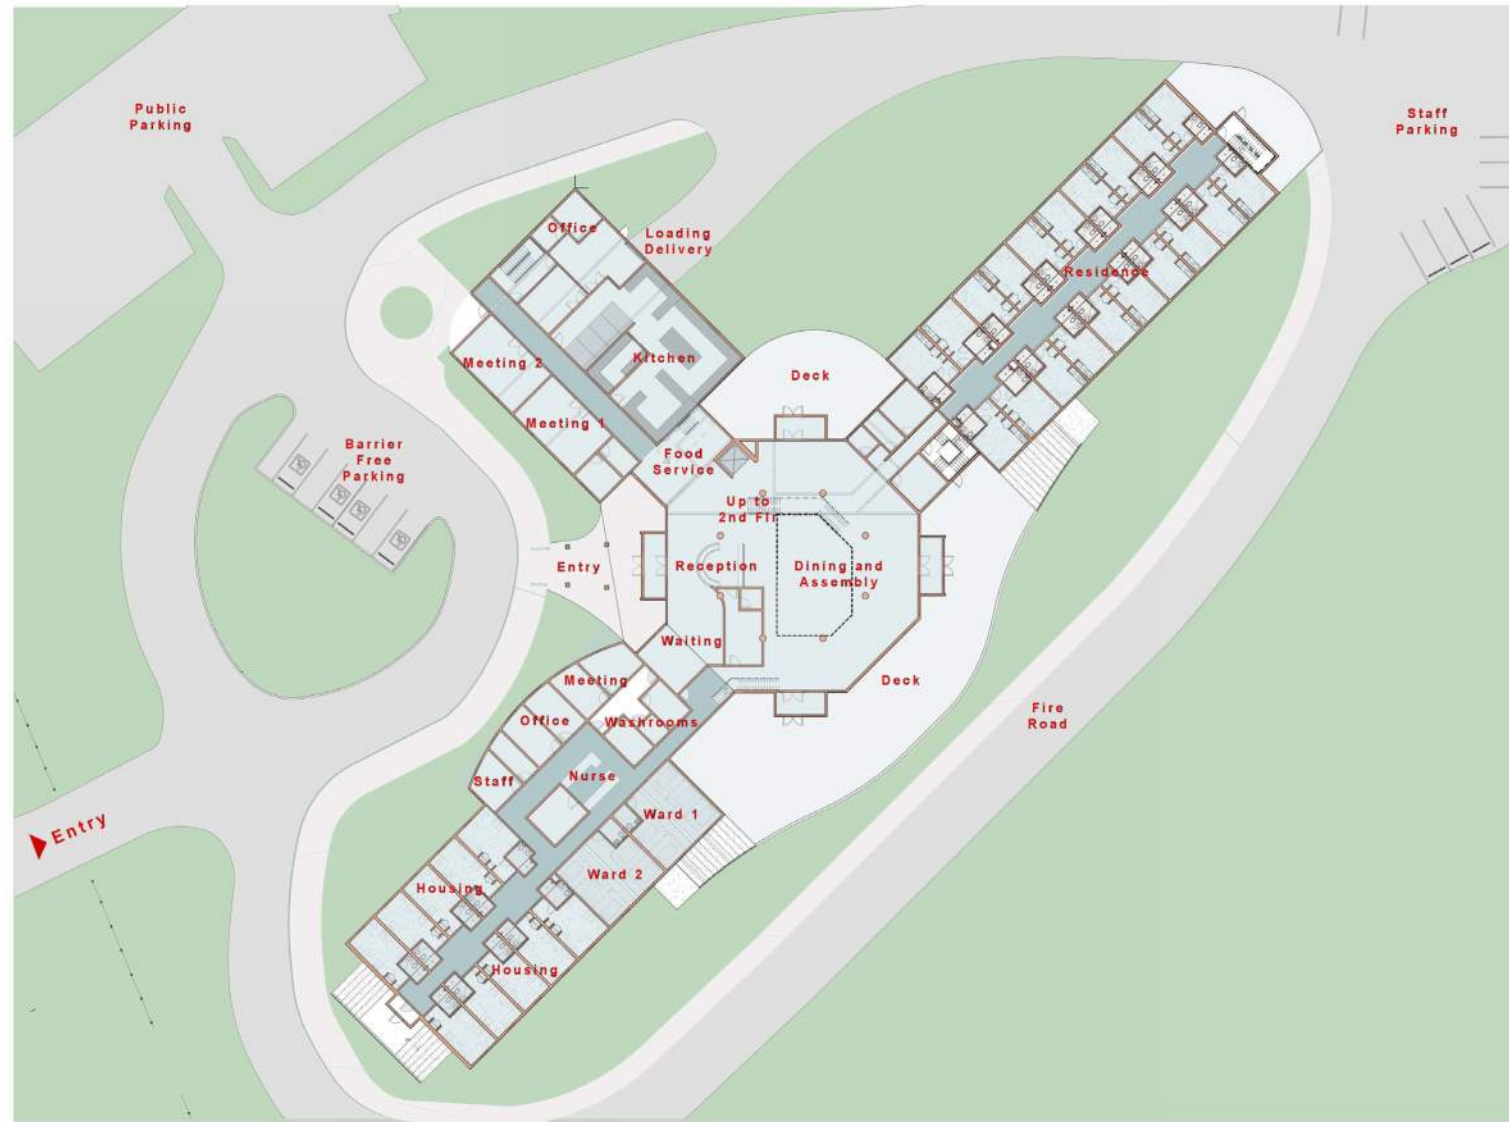 Public
Parking
Staff
Parking
Office
Loading
Delivery
Residence
Meeting 2
Kitchen
Deck
Meeting 1
Barrier
Free
Parking
Food
Service
Up to
2nd Flr
Entry
Reception
Dining and
Assembly
Waiting
Meeting
Deck
Office
Washrooms
Fire
Road
Staff
Nurse
Ward 1
Entry
Ward 2
Housing
Housing